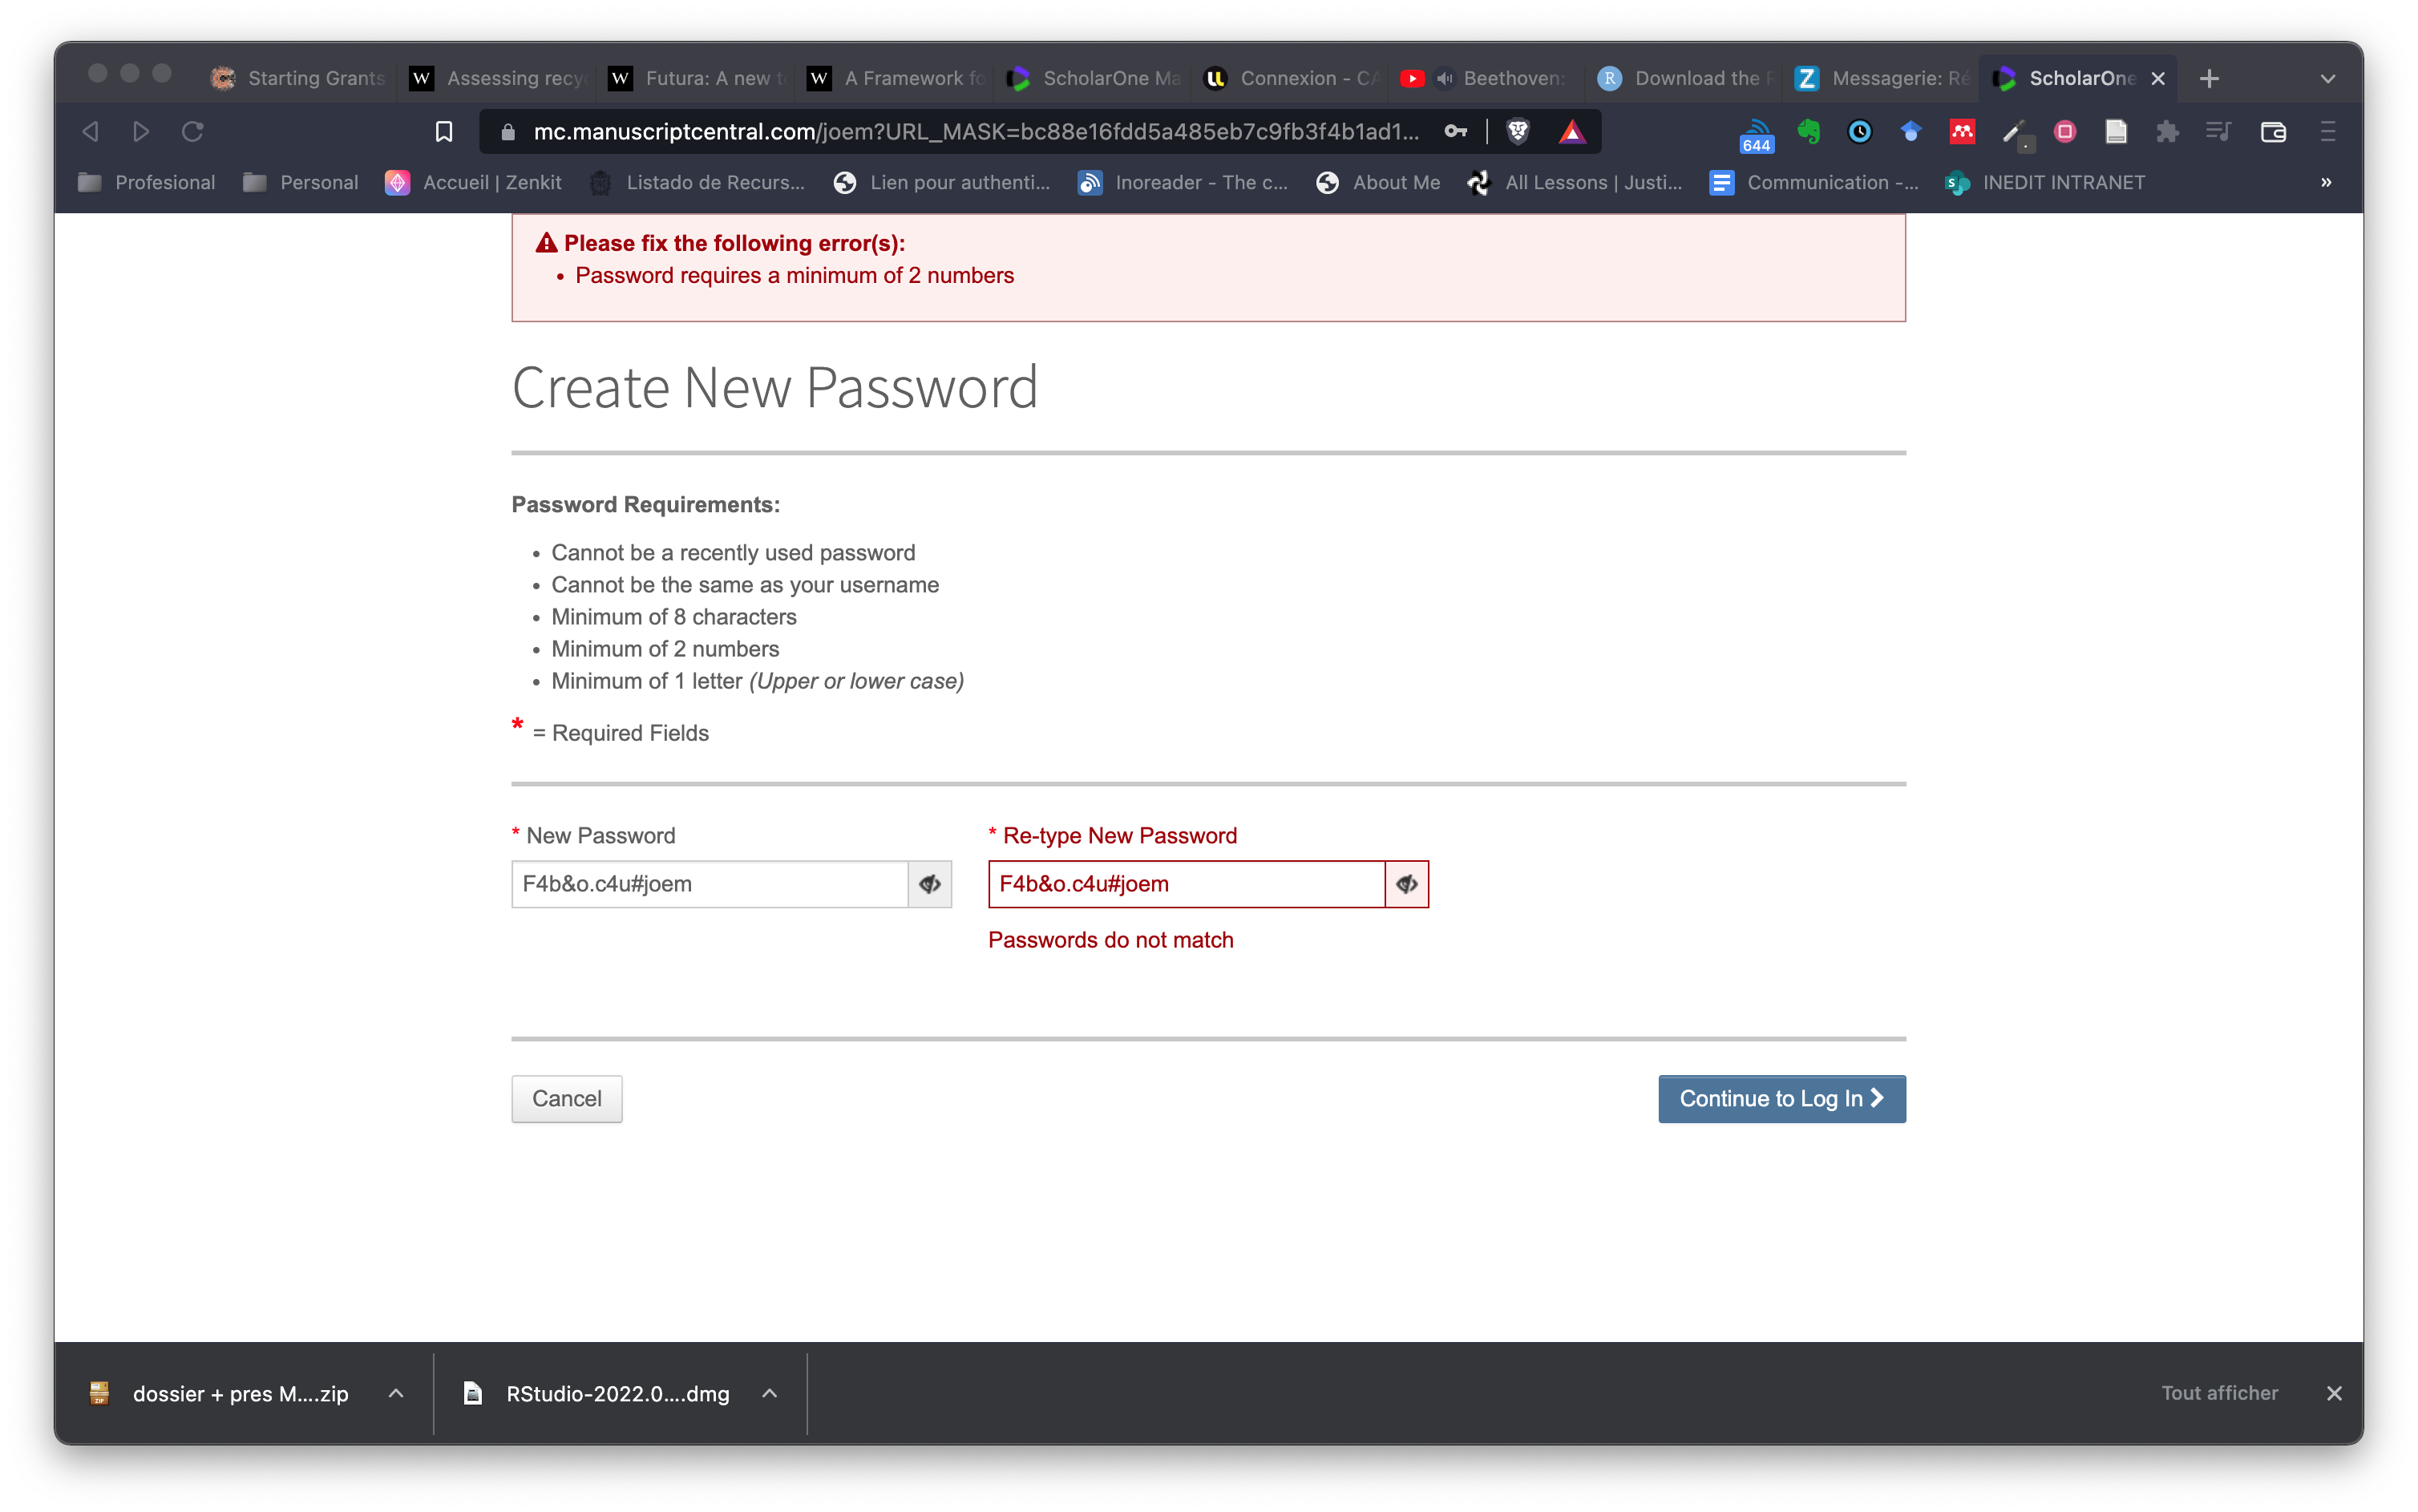 Starting Grants
Assessing recy
Futura: A new t
A Framework fo
ScholarOne Ma
Connexion - CA
Beethoven:
Download the R
Messagerie: Ré
ScholarOne
mc.manuscriptcentral.com/joem?URL_MASK=bc88e16fdd5a485eb7c9fb3f4b1ad1...
644
Profesional
Personal
Accueil | Zenkit
Listado de Recurs...
Lien pour authenti...
Inoreader - The c...
About Me
All Lessons | Justi...
Communication -...
INEDIT INTRANET
»
Please fix the following error(s):
• Password requires a minimum of 2 numbers
Create New Password
Password Requirements:
• Cannot be a recently used password
• Cannot be the same as your username
• Minimum of 8 characters
• Minimum of 2 numbers
• Minimum of 1 letter (Upper or lower case)
* = Required Fields
* New Password
* Re-type New Password
F4b&o.c4u#joem
F4b&o.c4u#joem
Passwords do not match
Cancel
Continue to Log In
dossier + pres M....zip
RStudio-2022.0....dmg
Tout afficher